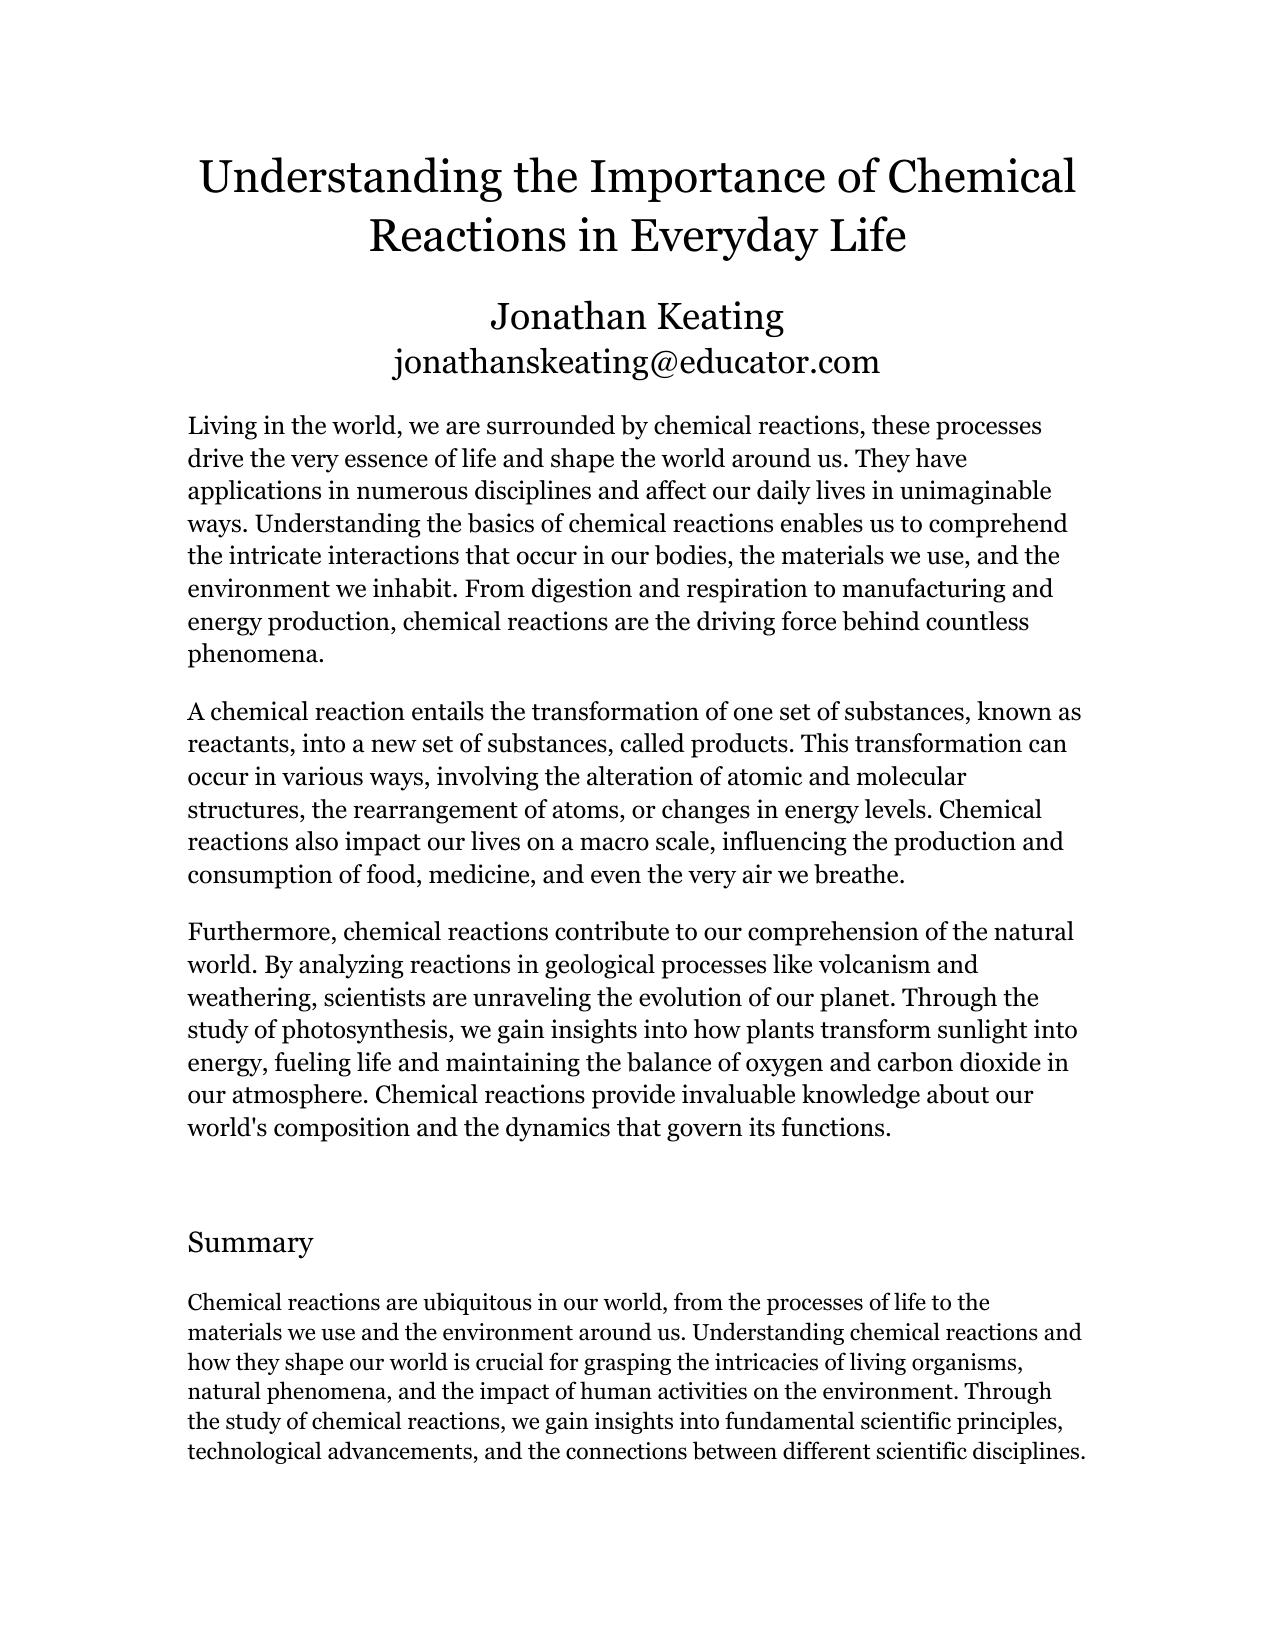 Understanding the Importance of Chemical
Reactions in Everyday Life
Jonathan Keating
jonathanskeating@educator.com
Living in the world, we are surrounded by chemical reactions, these processes
drive the very essence of life and shape the world around us. They have
applications in numerous disciplines and affect our daily lives in unimaginable
ways. Understanding the basics of chemical reactions enables us to comprehend
the intricate interactions that occur in our bodies, the materials we use, and the
environment we inhabit. From digestion and respiration to manufacturing and
energy production, chemical reactions are the driving force behind countless
phenomena.
A chemical reaction entails the transformation of one set of substances, known as
reactants, into a new set of substances, called products. This transformation can
occur in various ways, involving the alteration of atomic and molecular
structures, the rearrangement of atoms, or changes in energy levels. Chemical
reactions also impact our lives on a macro scale, influencing the production and
consumption of food, medicine, and even the very air we breathe.
Furthermore, chemical reactions contribute to our comprehension of the natural
world. By analyzing reactions in geological processes like volcanism and
weathering, scientists are unraveling the evolution of our planet. Through the
study of photosynthesis, we gain insights into how plants transform sunlight into
energy, fueling life and maintaining the balance of oxygen and carbon dioxide in
our atmosphere. Chemical reactions provide invaluable knowledge about our
world's composition and the dynamics that govern its functions.
Summary
Chemical reactions are ubiquitous in our world, from the processes of life to the
materials we use and the environment around us. Understanding chemical reactions and
how they shape our world is crucial for grasping the intricacies of living organisms,
natural phenomena, and the impact of human activities on the environment. Through
the study of chemical reactions, we gain insights into fundamental scientific principles,
technological advancements, and the connections between different scientific disciplines.